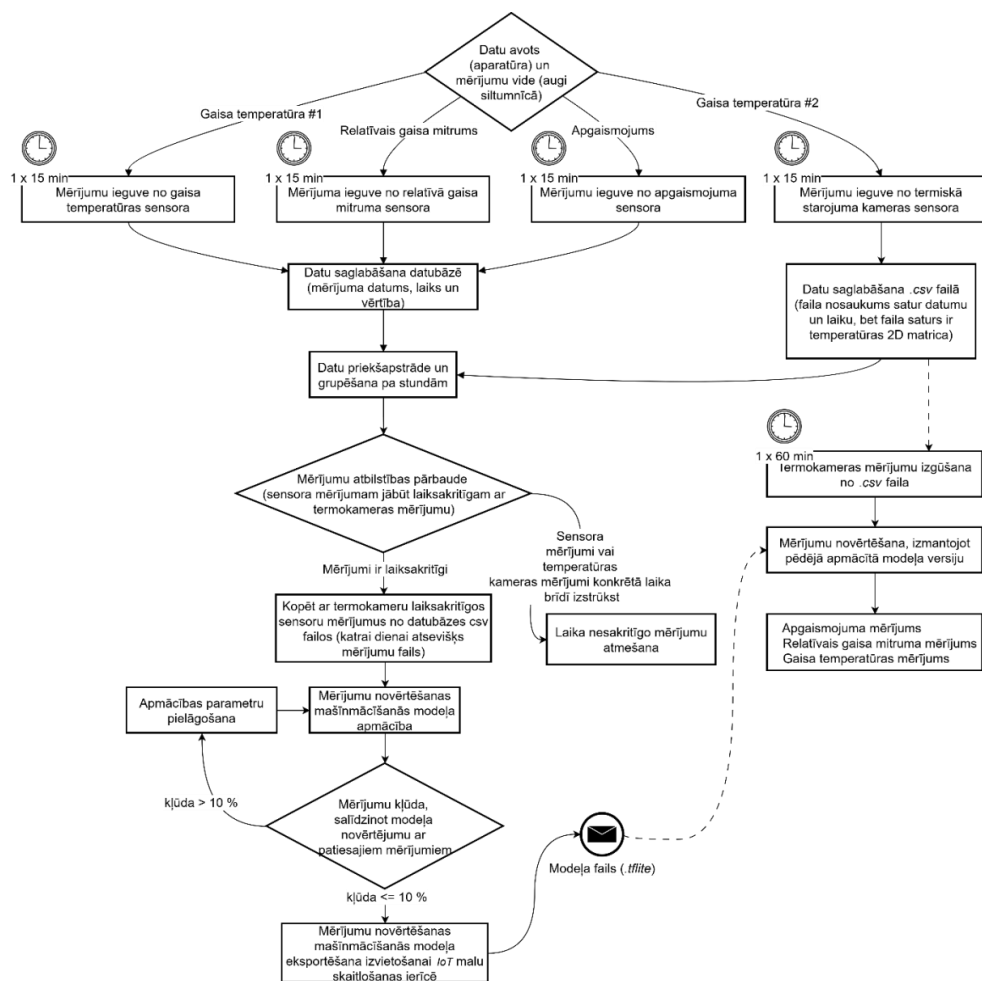 Datu avots
(aparatūra) un
mērījumu vide (augi
siltumnīcā)
Gaisa temperatūra #1
Relatīvais gaisa mitrums
Apgaismojums
Gaisa temperatūra #2
1 x 15 min
Mērījumu ieguve no gaisa
temperatūras sensora
1 x 15 min
Mērījuma ieguve no relatīvā gaisa
mitruma sensora
1 x 15 min
Mērījumu ieguve no apgaismojuma
sensora
1 x 15 min
Mērījumu ieguve no termiskā
starojuma kameras sensora
Datu saglabāšana datubāzē
(mērījuma datums, laiks un
vērtība)
Datu saglabāšana .csv failā
(faila nosaukums satur datumu
un laiku, bet faila saturs ir
temperatūras 2D matrica)
Datu priekšapstrāde un
grupēšana pa stundām
1 x 60 min
Termokameras mērījumu izgūšana
no .csv faila
Mērījumu atbilstības pārbaude
(sensora mērījumam jābūt laiksakritīgam ar
termokameras mērījumu)
Mērījumi ir laiksakritīgi
Sensora
mērījumi vai
temperatūras
kameras mērījumi konkrētā laika
brīdī izstrūkst
Mērījumu novērtēšana, izmantojot
pēdējā apmācītā modeļa versiju
Kopēt ar termokameru laiksakritīgos
sensoru mērījumus no datubāzes csv
failos (katrai dienai atsevišķs
mērījumu fails)
Laika nesakritīgo mērījumu
atmešana
Apgaismojuma mērījums
Relatīvais gaisa mitruma mērījums
Gaisa temperatūras mērījums
Apmācības parametru
pielāgošana
Mērījumu novērtēšanas
mašīnmācīšanās modeļa
apmācība
kļūda > 10 %
Mērījumu kļūda,
salīdzinot modeļa
novērtējumu ar
patiesajiem mērījumiem
Modeļa fails (.tflite)
kļūda <= 10 %
Mērījumu novērtēšanas
mašīnmācīšanās modeļa
eksportēšana izvietošanai IoT malu
skaitļošanas ierīcē